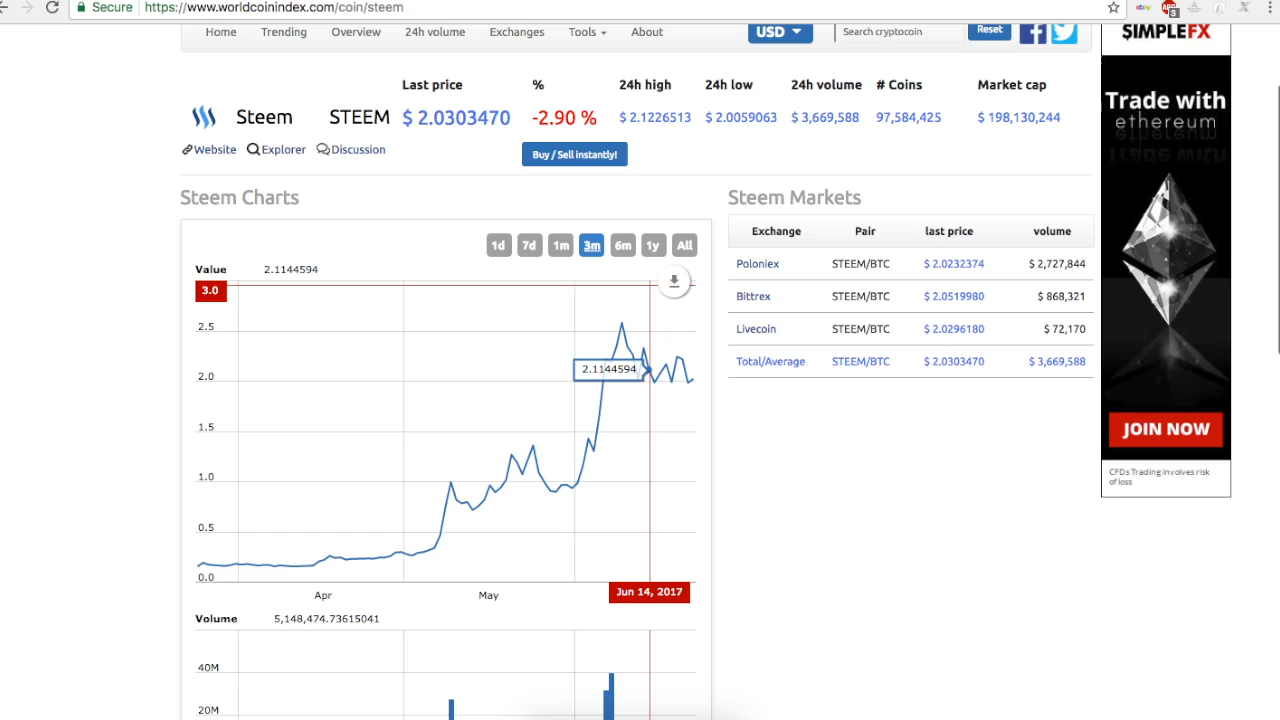 Secure https://www.worldcoinindex.com/coin/steem ebay ABP 3
Home Trending Overview 24h volume Exchanges Tools About USD Search cryptocoin Reset
$IMPLEFX
Last price % 24h high 24h low 24h volume # Coins Market cap
Steem STEEM $ 2.0303470 -2.90 % $ 2.1226513 $ 2.0059063 $ 3,669,588 97,584,425 $ 198,130,244
Website Explorer Discussion Buy / Sell instantly!
Steem Charts
1d 7d 1m 3m 6m 1y All
Value 2.1144594
3.0
2.5
2.0
2.1144594
1.5
1.0
0.5
0.0
Apr May Jun 14, 2017
Volume 5,148,474.73615041
40M
20M
Steem Markets
Exchange Pair last price volume
Poloniex STEEM/BTC $ 2.0232374 $ 2,727,844
Bittrex STEEM/BTC $ 2.0519980 $ 868,321
Livecoin STEEM/BTC $ 2.0296180 $ 72,170
Total/Average STEEM/BTC $ 2.0303470 $ 3,669,588
Trade with
ethereum
JOIN NOW
CFDs Trading involves risk
of loss